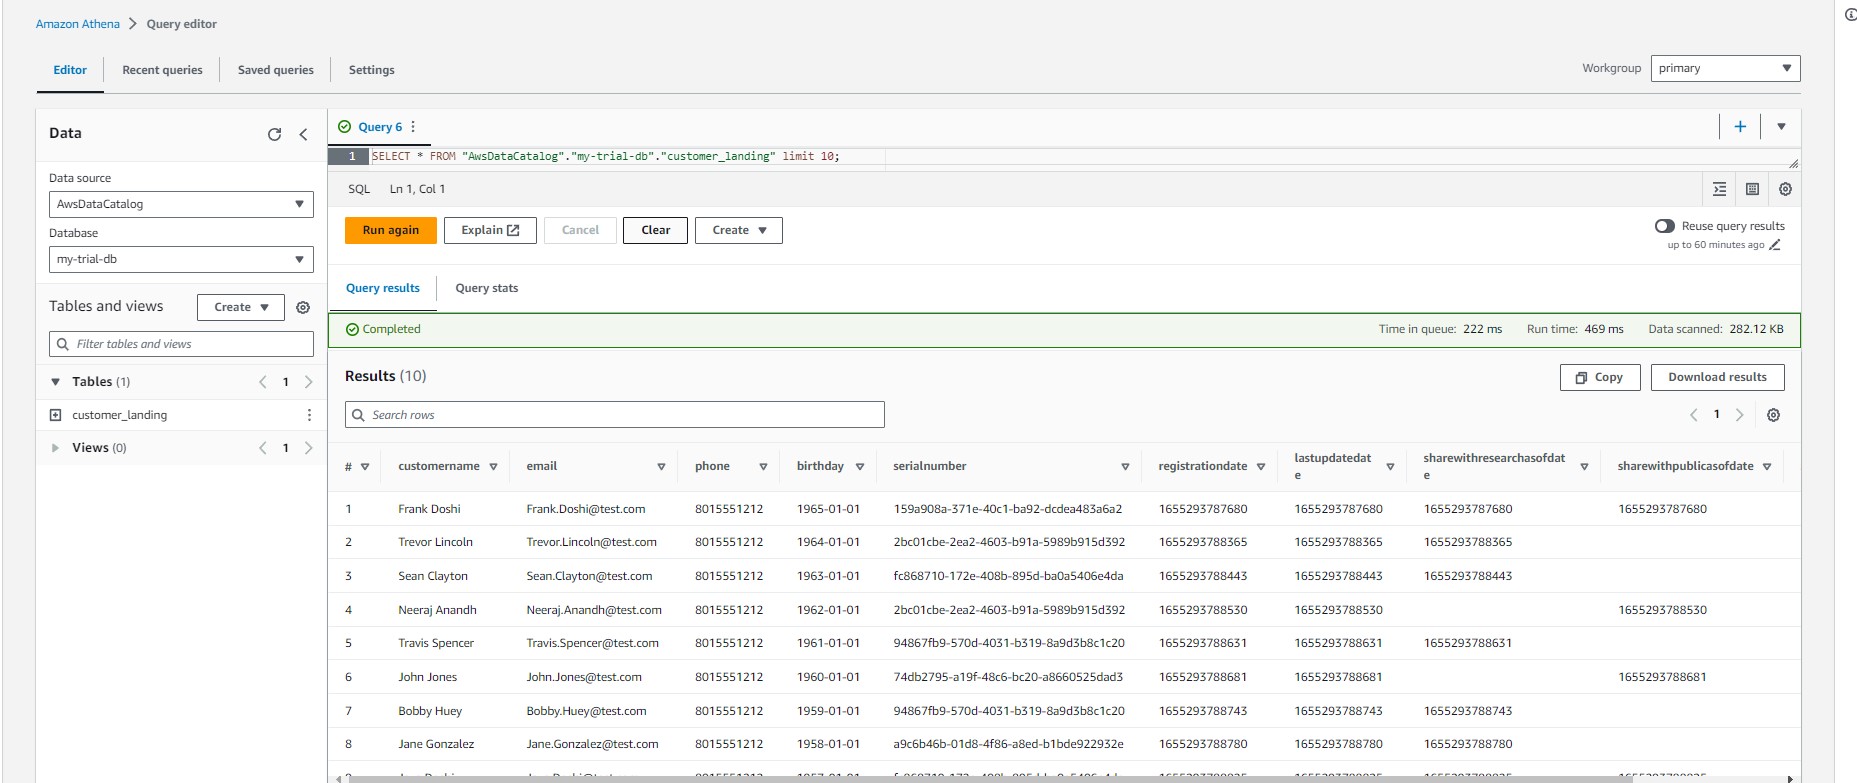 Amazon Athena > Query editor
Editor Recent queries Saved queries Settings Workgroup primary
Data
Query 6
1 SELECT * FROM "AwsDataCatalog"."my-trial-db"."customer_landing" limit 10;
Data source
AwsDataCatalog
SQL Ln 1, Col 1
Database
my-trial-db
Run again Explain Cancel Clear Create
Reuse query results
up to 60 minutes ago
Tables and views Create
Filter tables and views
Tables (1) 1
customer_landing
Views (0) 1
Query results Query stats
Completed Time in queue: 222 ms Run time: 469 ms Data scanned: 282.12 KB
Results (10) Copy Download results
Search rows 1
# customername email phone birthday serialnumber registrationdate lastupdatedate sharewithresearchasofdate sharewithpublicasofdate
1 Frank Doshi Frank.Doshi@test.com 8015551212 1965-01-01 159a908a-371e-40c1-ba92-dcdea483a6a2 1655293787680 1655293787680 1655293787680 1655293787680
2 Trevor Lincoln Trevor.Lincoln@test.com 8015551212 1964-01-01 2bc01cbe-2ea2-4603-b91a-5989b915d392 1655293788365 1655293788365 1655293788365
3 Sean Clayton Sean.Clayton@test.com 8015551212 1963-01-01 fc868710-172e-408b-895d-ba0a5406e4da 1655293788443 1655293788443 1655293788443
4 Neeraj Anandh Neeraj.Anandh@test.com 8015551212 1962-01-01 2bc01cbe-2ea2-4603-b91a-5989b915d392 1655293788530 1655293788530 1655293788530
5 Travis Spencer Travis.Spencer@test.com 8015551212 1961-01-01 94867fb9-570d-4031-b319-8a9d3b8c1c20 1655293788631 1655293788631 1655293788631
6 John Jones John.Jones@test.com 8015551212 1960-01-01 74db2795-a19f-48c6-bc20-a8660525dad3 1655293788681 1655293788681 1655293788681
7 Bobby Huey Bobby.Huey@test.com 8015551212 1959-01-01 94867fb9-570d-4031-b319-8a9d3b8c1c20 1655293788743 1655293788743 1655293788743
8 Jane Gonzalez Jane.Gonzalez@test.com 8015551212 1958-01-01 a9c6b46b-01d8-4f86-a8ed-b1bde922932e 1655293788780 1655293788780 1655293788780